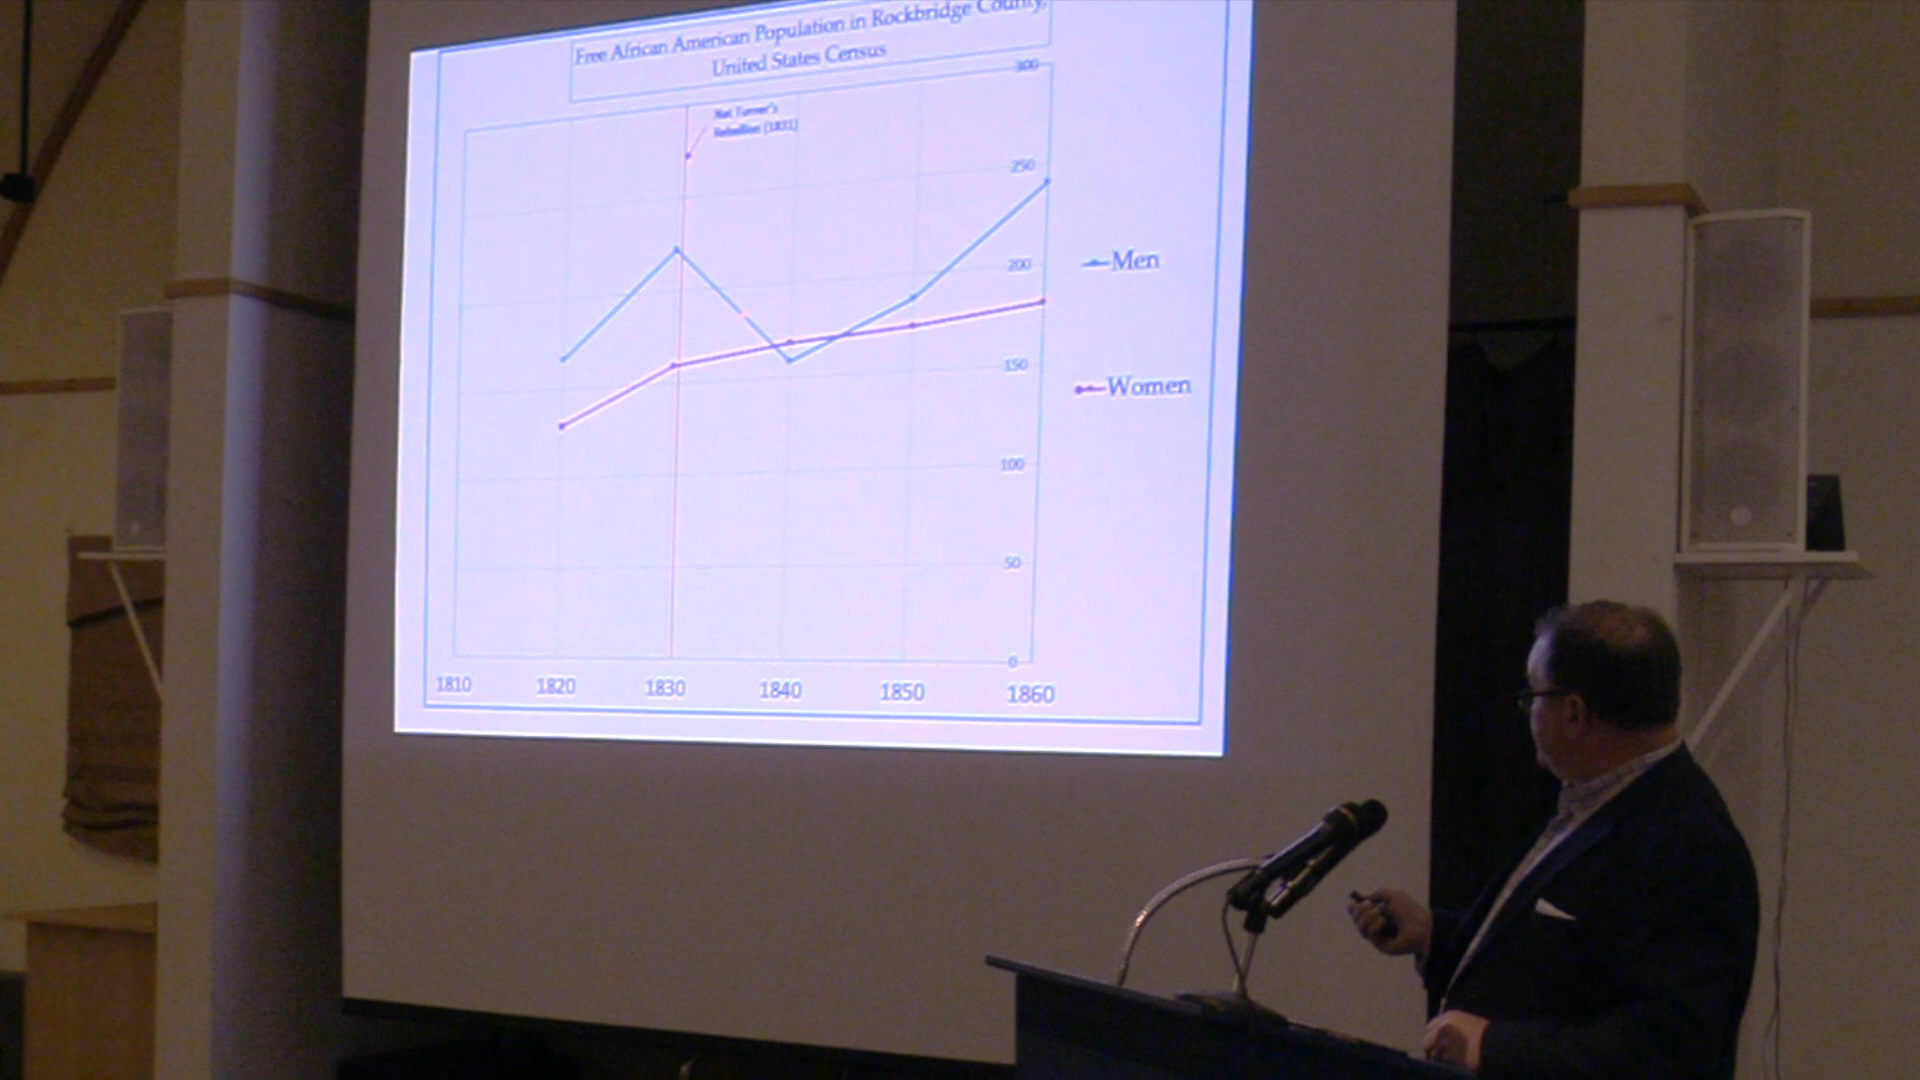 Free African American Population in Rockbridge County,
United States Census
Nat Turner's
Rebellion (1831)
300
250
200
150
100
50
0
Men
Women
1810 1820 1830 1840 1850 1860